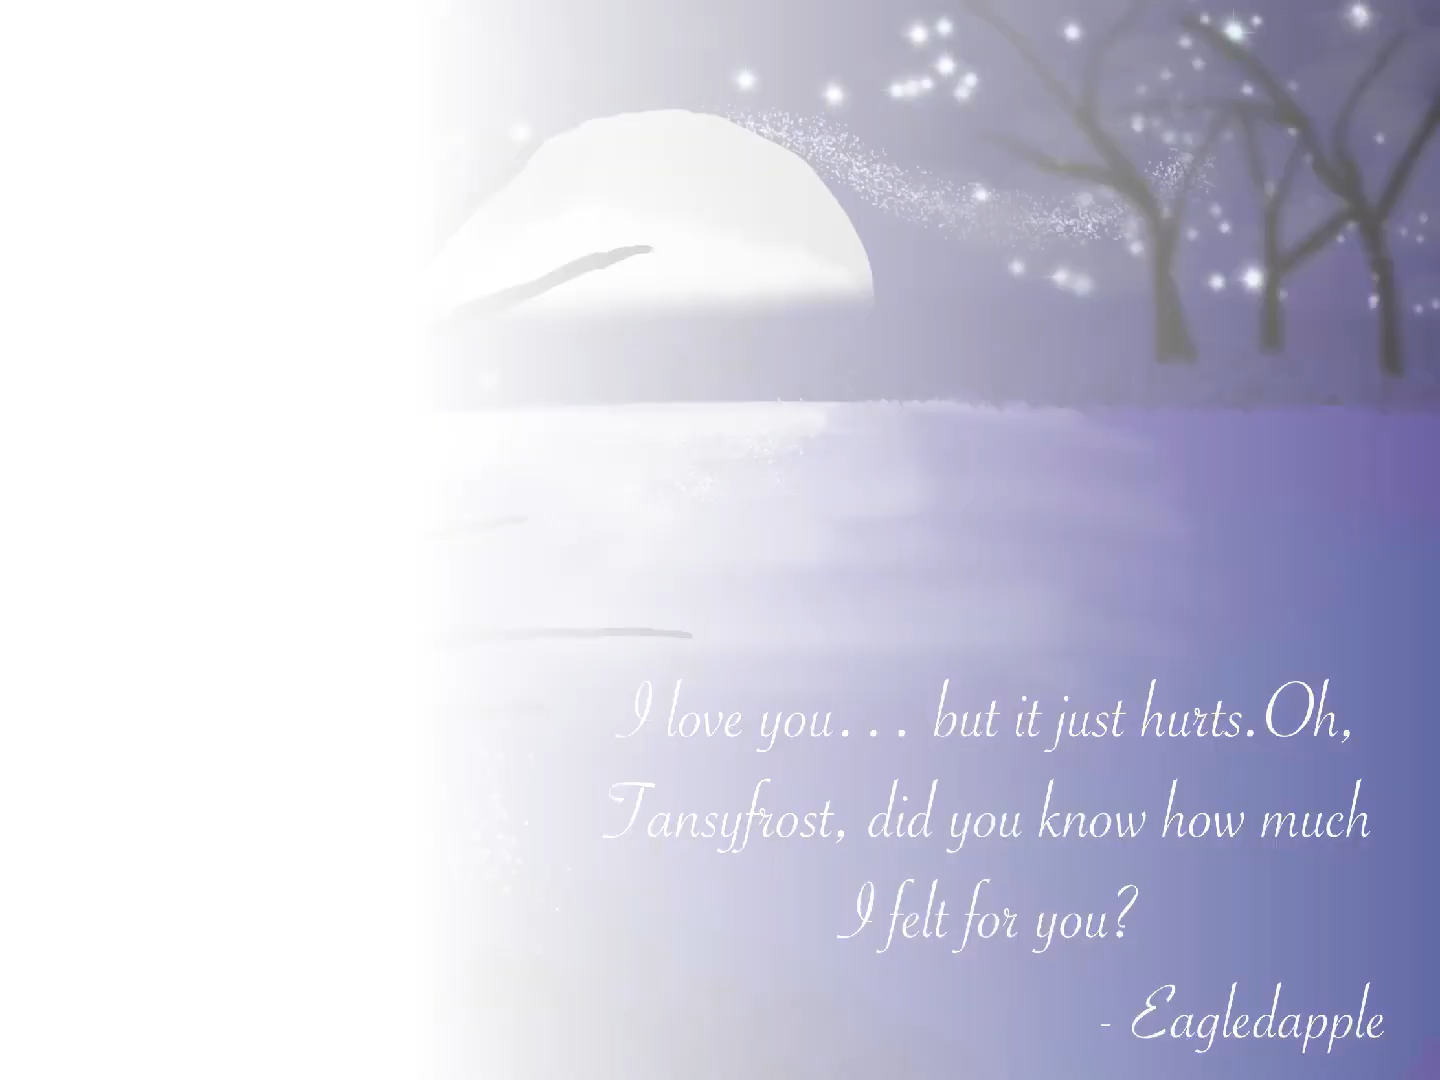 I love you... but it just hurts.Oh,
Tansyfrost, did you know how much
I felt for you?
- Eagledapple